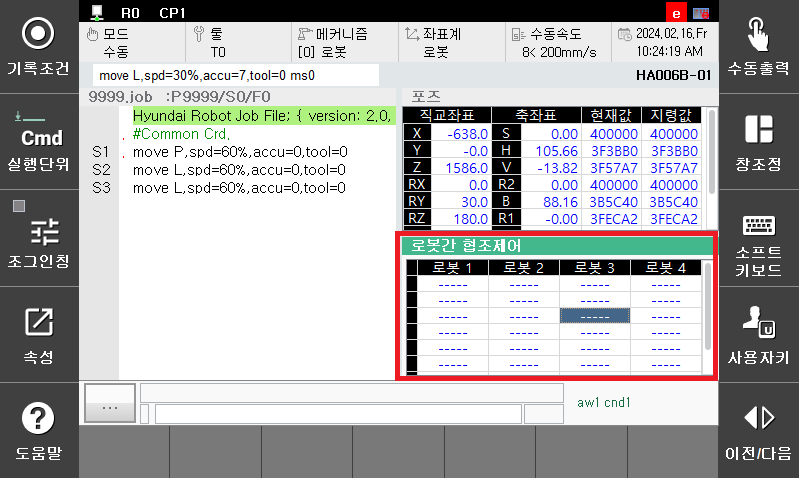 R0 CP1 e
기록조건
모드
수동
툴
T0
메커니즘
[0] 로봇
좌표계
로봇
수동속도
8< 200mm/s
2024,02,16,Fr
10:24:19 AM
수동출력
move L,spd=30%,accu=7,tool=0 ms0
HA006B-01
Cmd
실행단위
9999.job :P9999/S0/F0
Hyundai Robot Job File; { version: 2.0,
#Common Crd,
S1 move P,spd=60%,accu=0,tool=0
S2 move L,spd=60%,accu=0,tool=0
S3 move L,spd=60%,accu=0,tool=0
포즈
직교좌표 축좌표 현재값 지령값
X -638.0 S 0.00 400000 400000
Y -0.0 H 105.66 3F3BB0 3F3BB0
Z 1586.0 V -13.82 3F57A7 3F57A7
RX 0.0 R2 0.00 400000 400000
RY 30.0 B 88.16 3B5C40 3B5C40
RZ 180.0 R1 -0.00 3FECA2 3FECA2
창조정
조그인칭
로봇간 협조제어
로봇 1 로봇 2 로봇 3 로봇 4
----- ----- ----- -----
----- ----- ----- -----
----- ----- ----- -----
----- ----- ----- -----
----- ----- ----- -----
----- ----- ----- -----
소프트
키보드
속성
U
사용자키
...
aw1 cnd1
?
도움말
이전/다음